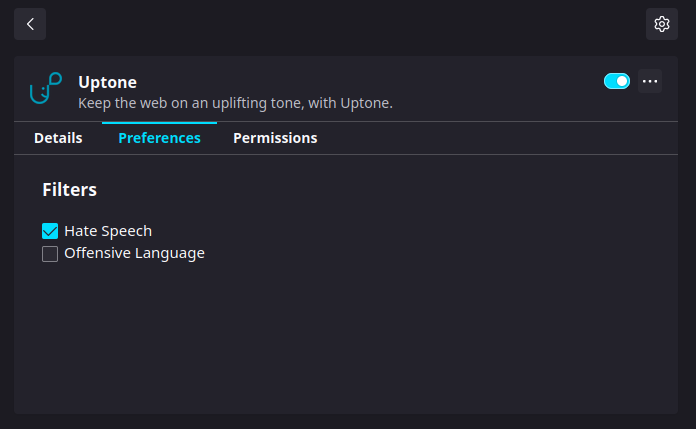 Uptone
Keep the web on an uplifting tone, with Uptone.
Details Preferences Permissions
Filters
Hate Speech
Offensive Language